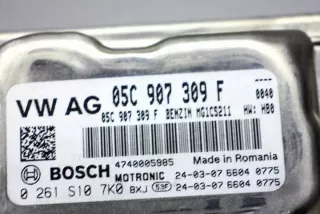 VW AG 05C 907 309 F
05C 907 309 F BENZIN MG1CS211 HW: H80
0040
BOSCH 4740005985 Made in Romania
MOTRONIC 24-03-07 6604 0775
0 261 S10 7K0 BXJ S3F 24-03-07 6604 0775